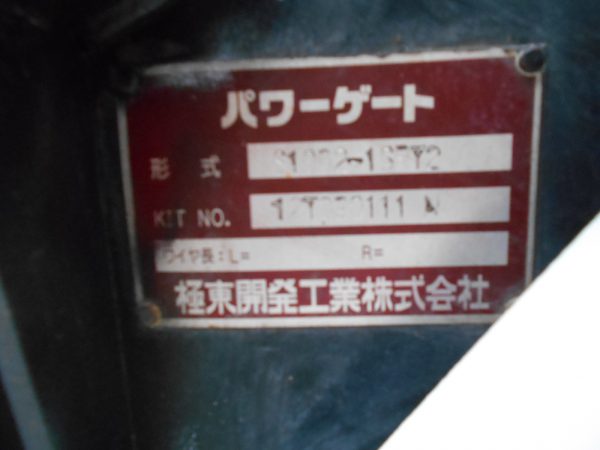 パワーゲート
形式
KIT NO.
ワイヤ長:L= R=
極東開発工業株式会社